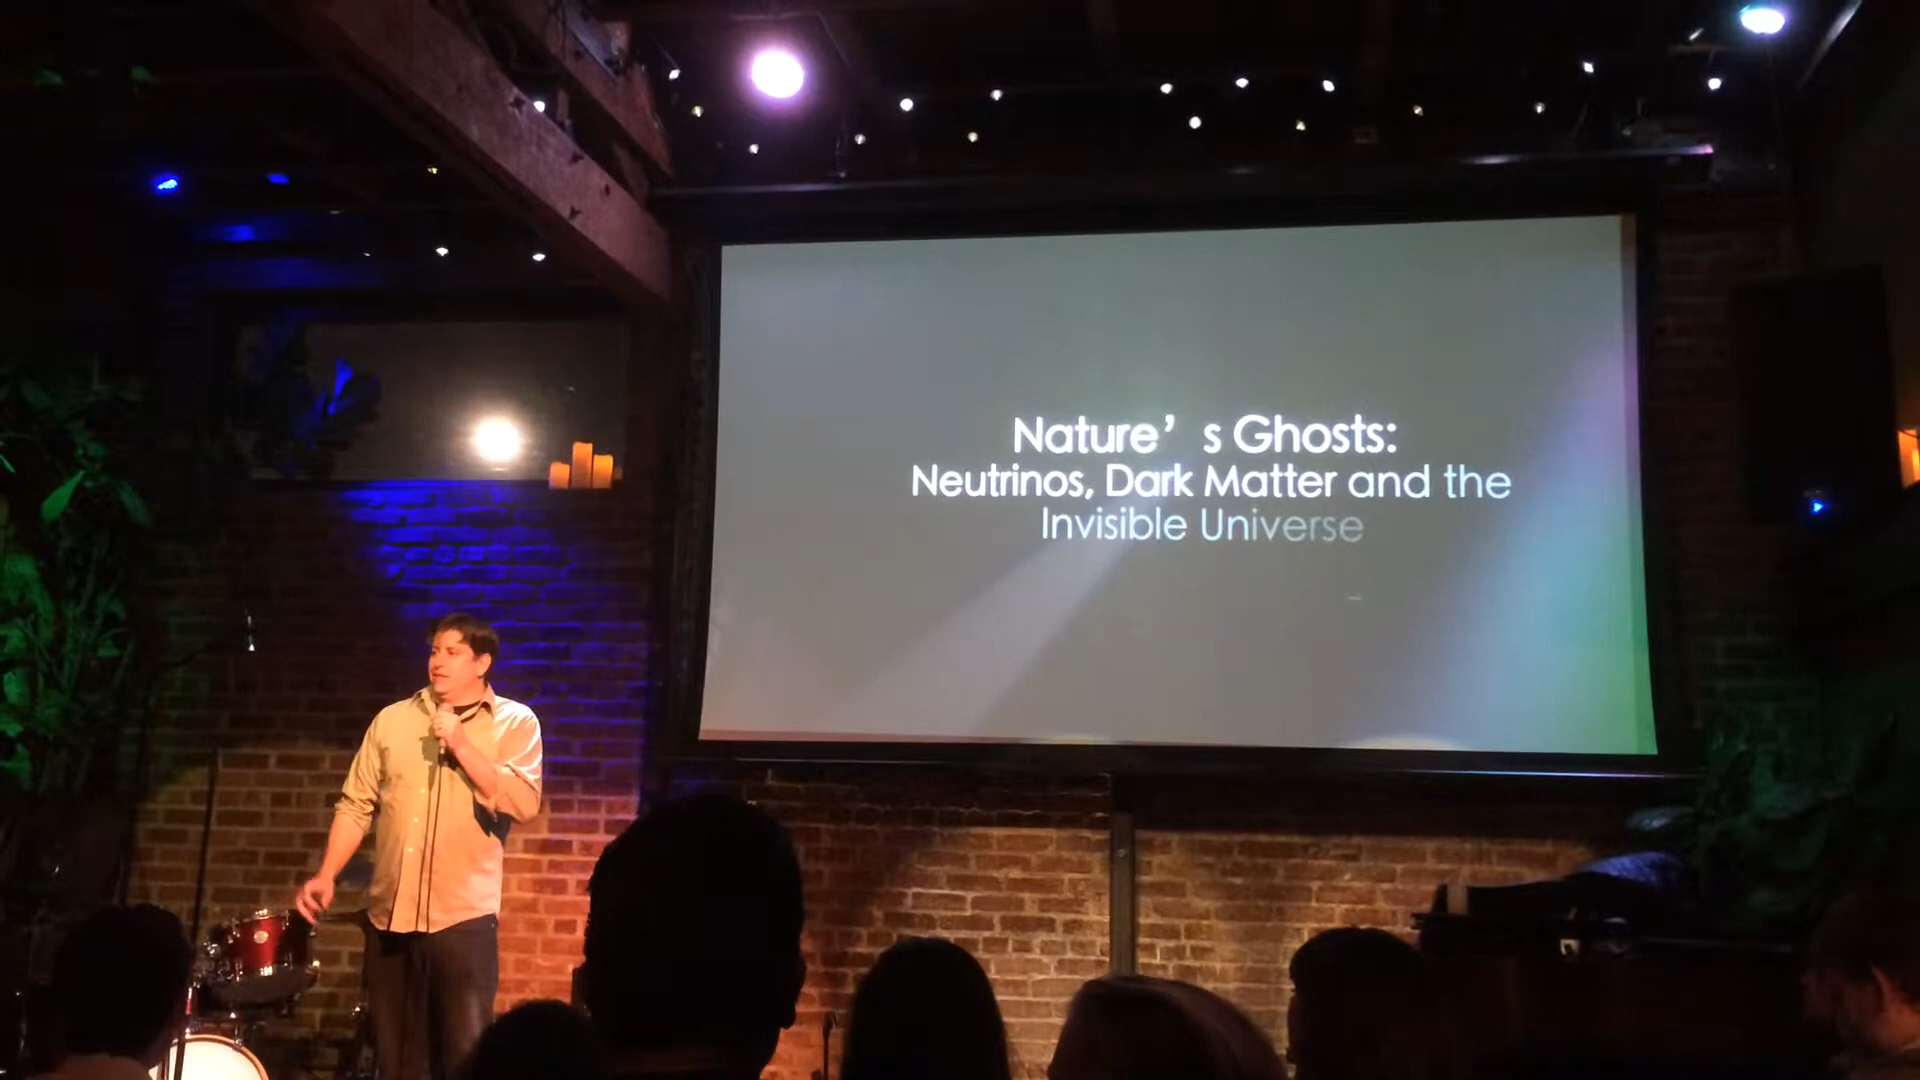 Nature’ s Ghosts:
Neutrinos, Dark Matter and the
Invisible Universe